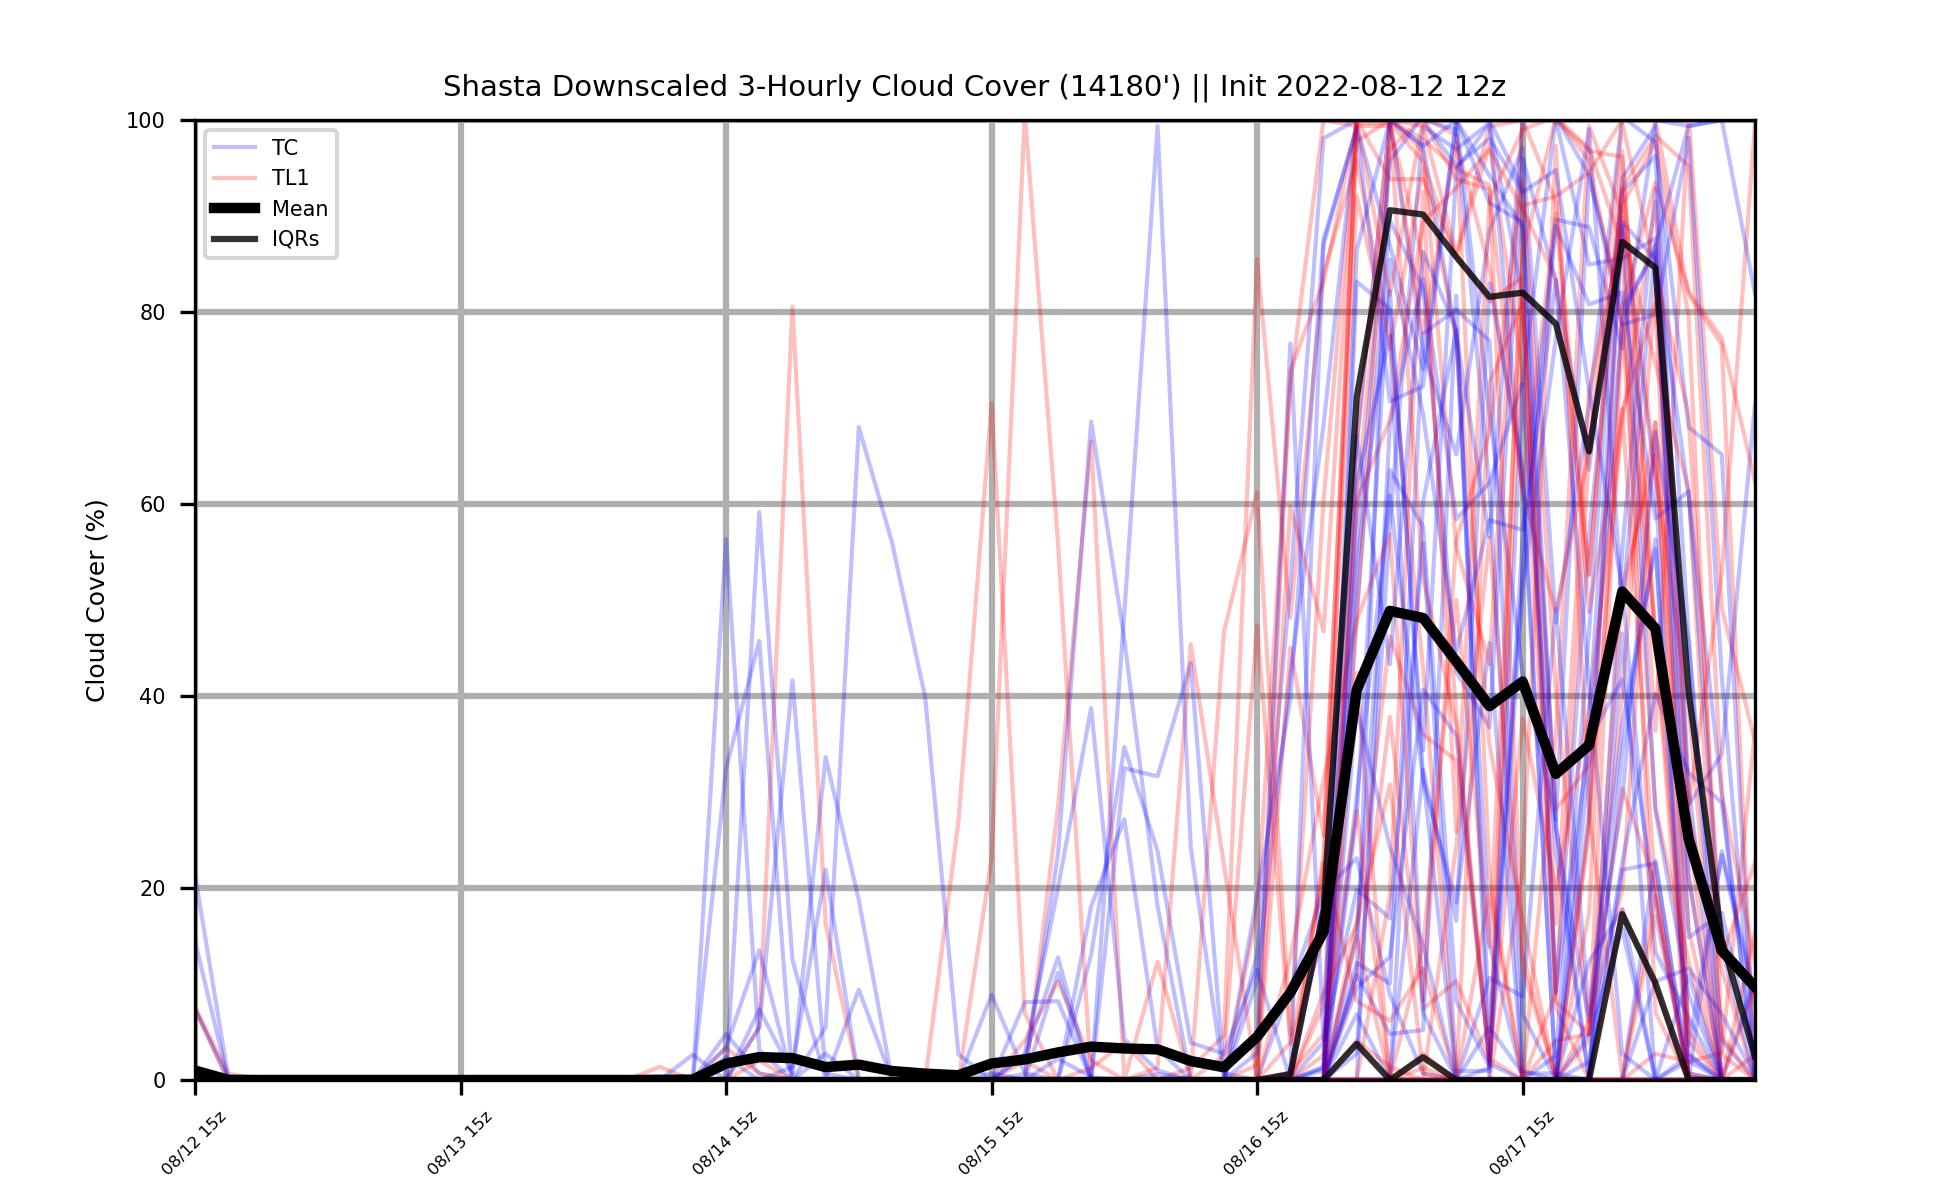 Shasta Downscaled 3-Hourly Cloud Cover (14180') || Init 2022-08-12 12z
100
80
60
40
20
0
Cloud Cover (%)
TC
TL1
Mean
IQRs
08/12 15z
08/13 15z
08/14 15z
08/15 15z
08/16 15z
08/17 15z